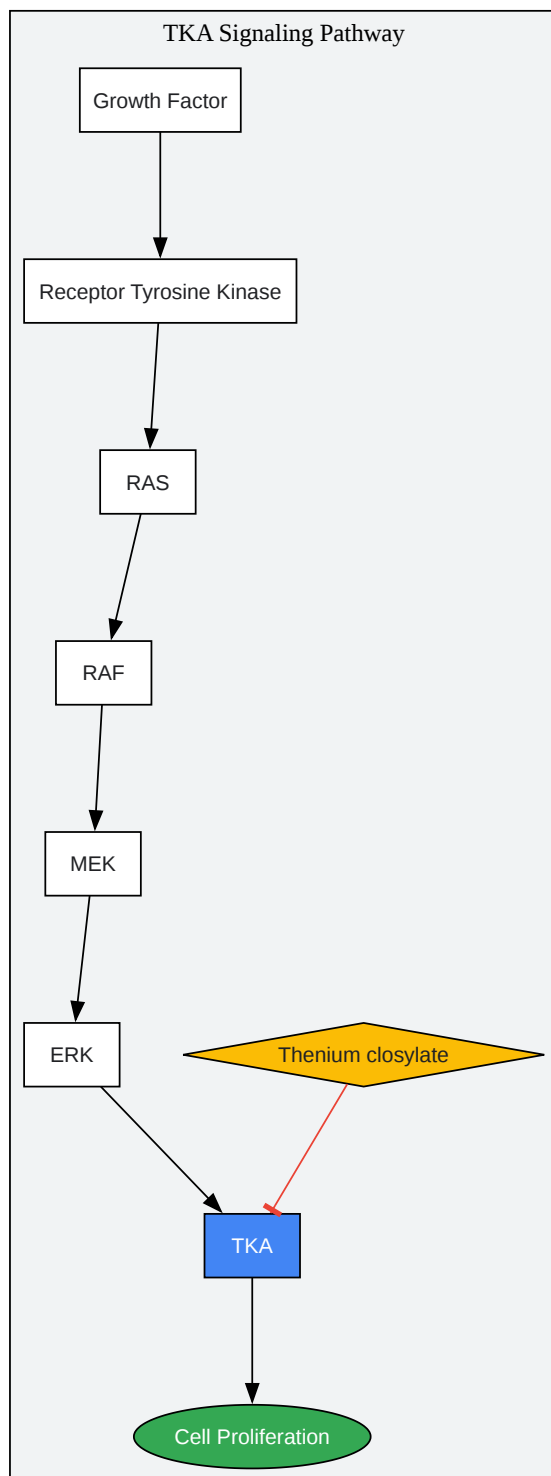 TKA Signaling Pathway
Growth Factor
Receptor Tyrosine Kinase
RAS
RAF
MEK
ERK
Thenium closylate
TKA
Cell Proliferation